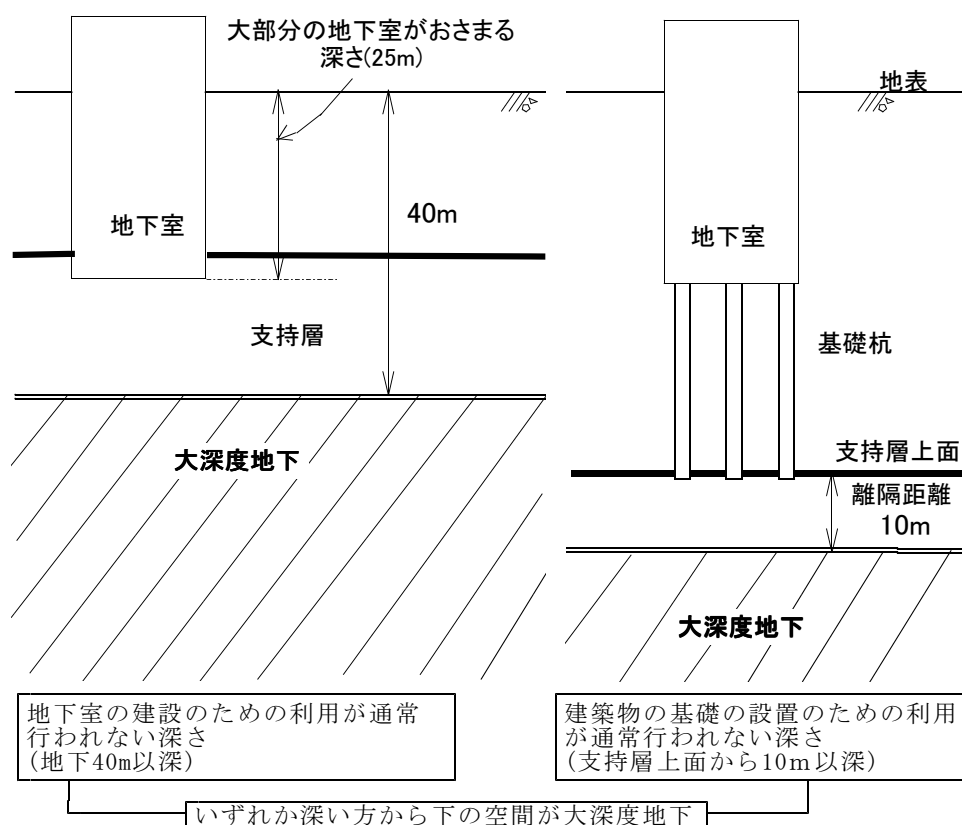 大部分の地下室がおさまる
深さ(25m)
地下室
40m
支持層
大深度地下
地表
地下室
基礎杭
支持層上面
離隔距離
10m
大深度地下
地下室の建設のための利用が通常
行われない深さ
(地下40m以深)
建築物の基礎の設置のための利用
が通常行われない深さ
(支持層上面から10m以深)
いずれか深い方から下の空間が大深度地下